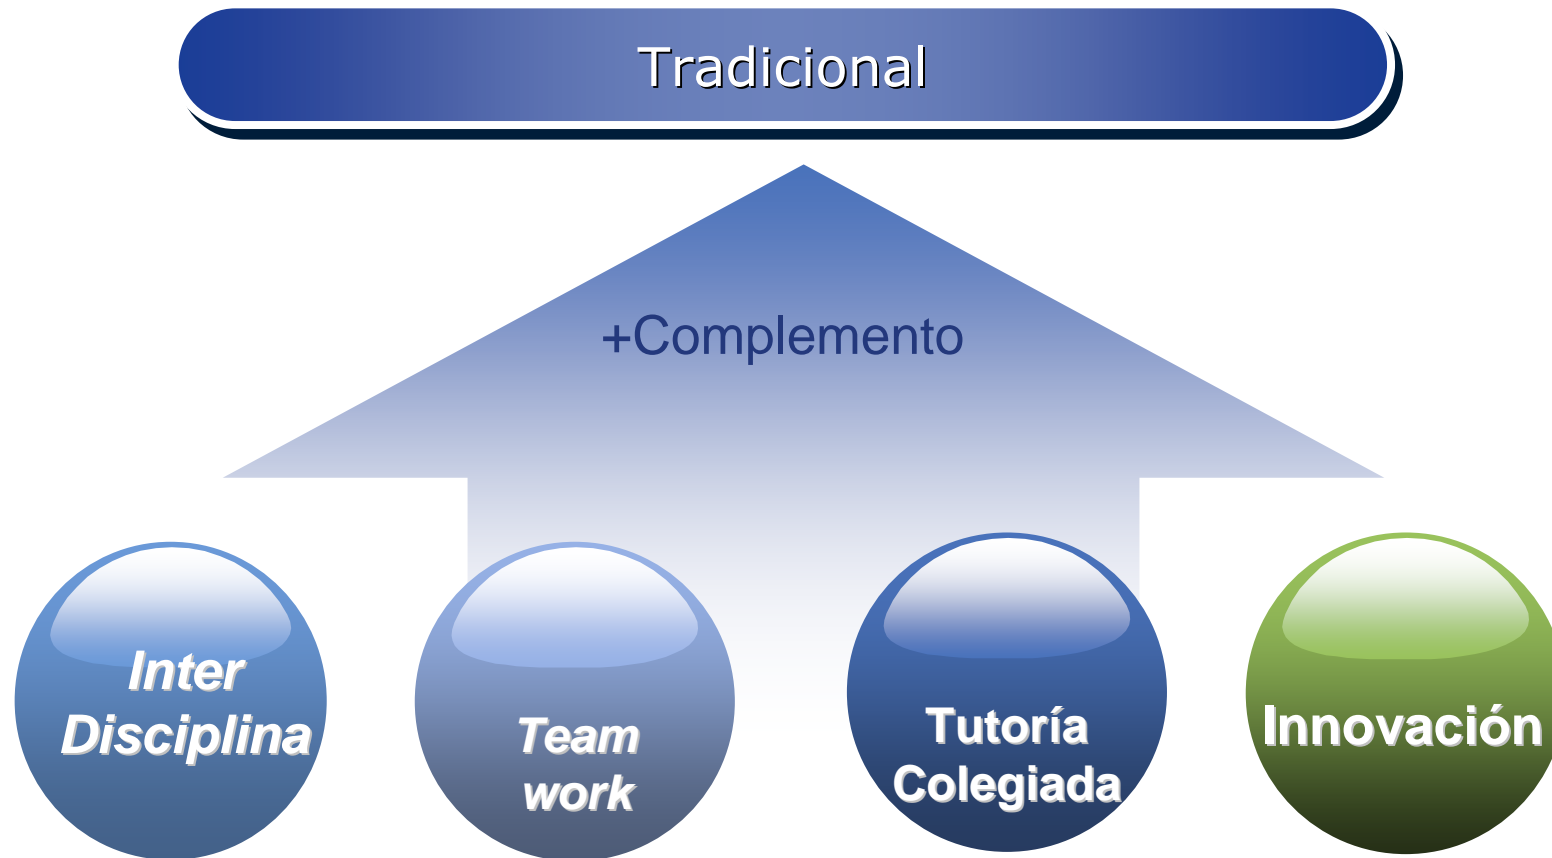 Tradicional
+Complemento
Inter
Disciplina
Team
work
Tutoría
Colegiada
Innovación